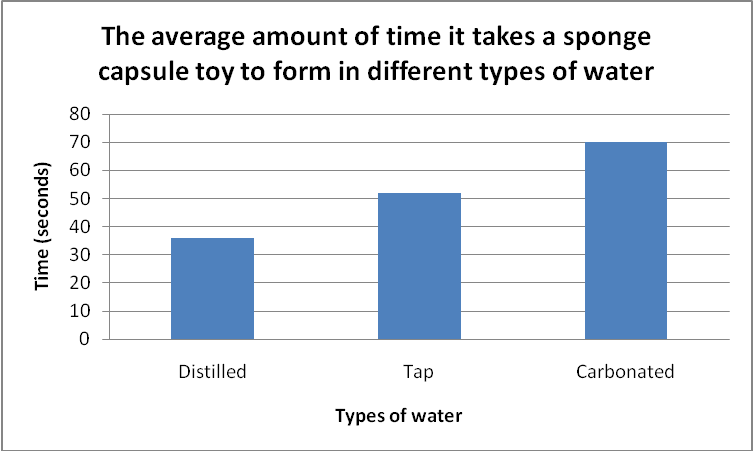 The average amount of time it takes a sponge
capsule toy to form in different types of water
80
70
60
50
40
30
20
10
0
Time (seconds)
Distilled Tap Carbonated
Types of water